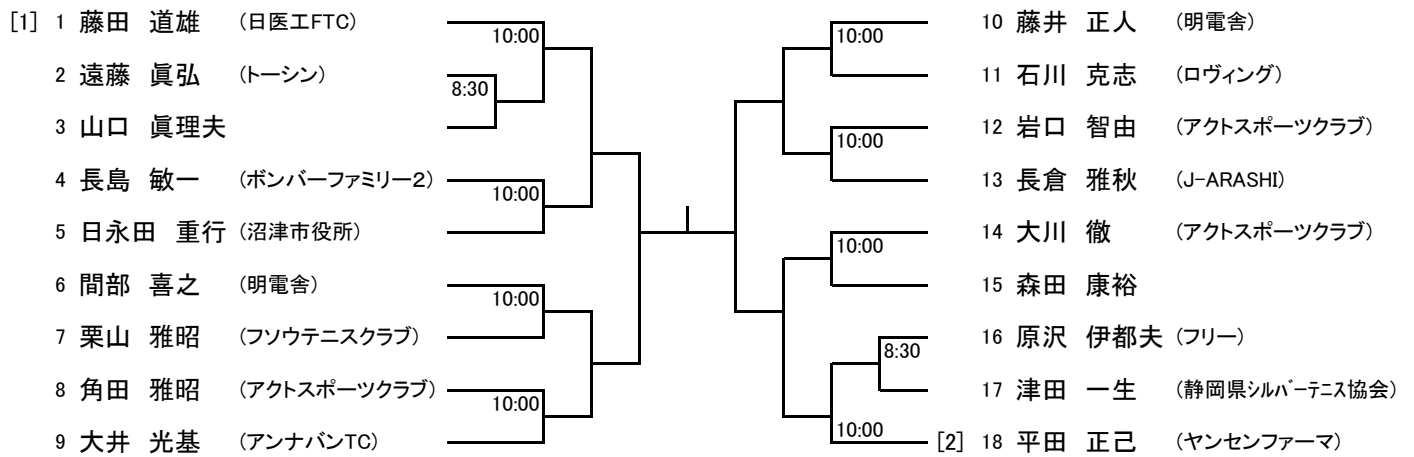 [1] 1 藤田 道雄 (日医工FTC)
10:00
2 遠藤 眞弘 (トーシン)
8:30
3 山口 眞理夫
4 長島 敏一 (ボンバーファミリー2)
10:00
5 日永田 重行 (沼津市役所)
6 間部 喜之 (明電舎)
10:00
7 栗山 雅昭 (フソウテニスクラブ)
8 角田 雅昭 (アクトスポーツクラブ)
10:00
9 大井 光基 (アンナバンTC)
10 藤井 正人 (明電舎)
10:00
11 石川 克志 (ロヴィング)
12 岩口 智由 (アクトスポーツクラブ)
10:00
13 長倉 雅秋 (J-ARASHI)
14 大川 徹 (アクトスポーツクラブ)
10:00
15 森田 康裕
16 原沢 伊都夫 (フリー)
8:30
17 津田 一生 (静岡県シルバーテニス協会)
10:00
[2] 18 平田 正己 (ヤンセンファーマ)